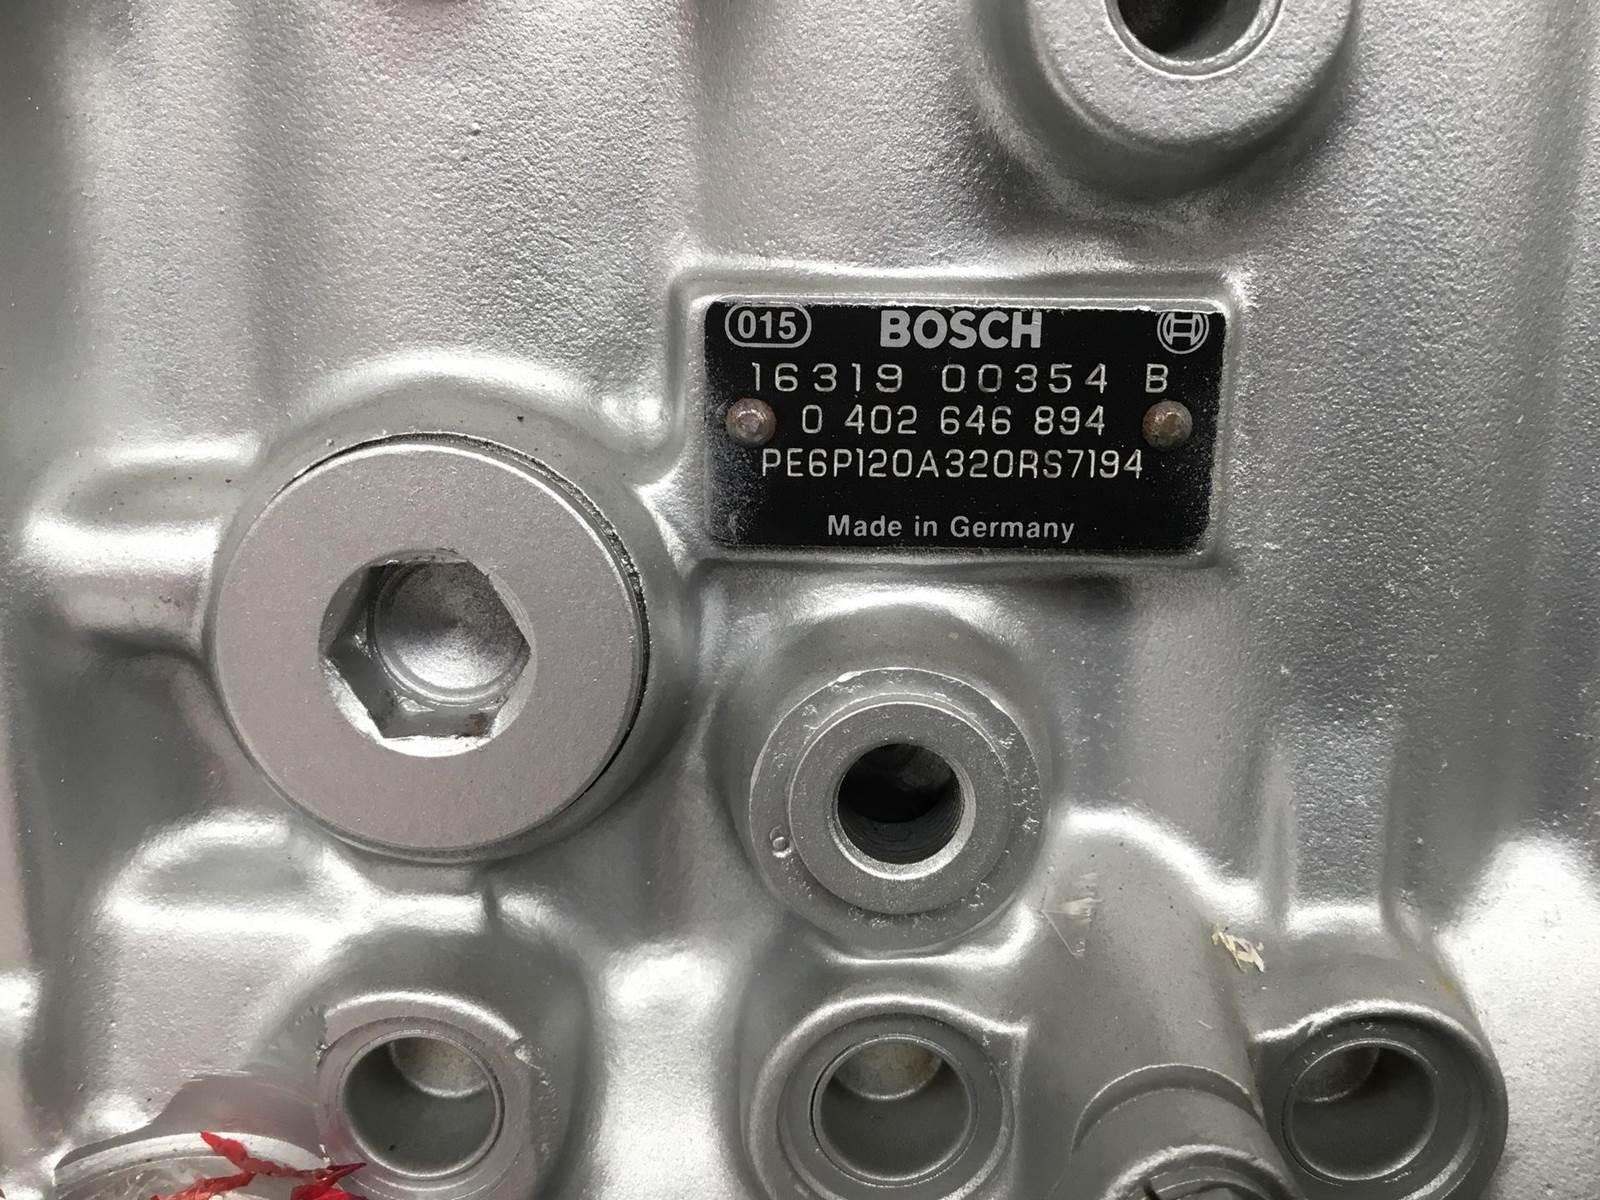 015 BOSCH
16319 00354 B
0 402 646 894
PE6P120A320RS7194
Made in Germany